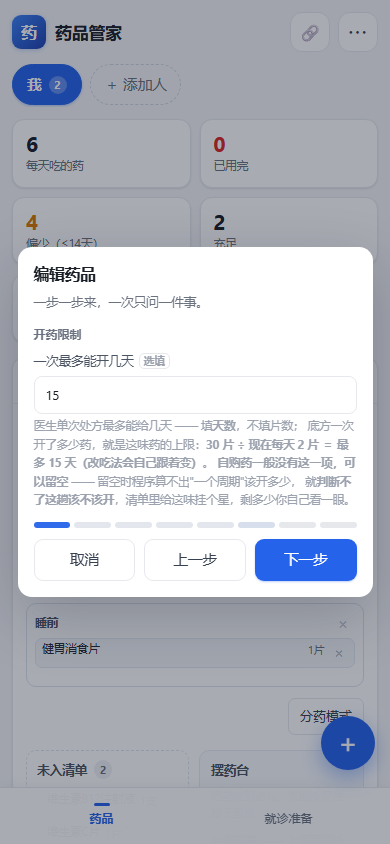 药 药品管家
我 2 + 添加人
6 0
每天吃的药 已用完
4 2
偏少（≤14天） 充足
编辑药品
一步一步来，一次只问一件事。
开药限制
一次最多能开几天 选填
15
医生单次处方最多能给几天 —— 填天数，不填片数； 底方一次
开了多少药，就是这味药的上限：30 片 ÷ 现在每天 2 片 ＝ 最
多 15 天（改吃法会自己跟着变）。 自购药一般没有这一项，可
以留空 —— 留空时程序算不出"一个周期"该开多少， 就判断不
了这趟该不该开，清单里给这味挂个星，剩多少你自己看一眼。
取消 上一步 下一步
睡前 ×
健胃消食片 1片 ×
分药模式
+
未入清单 2 摆药台
药品 就诊准备